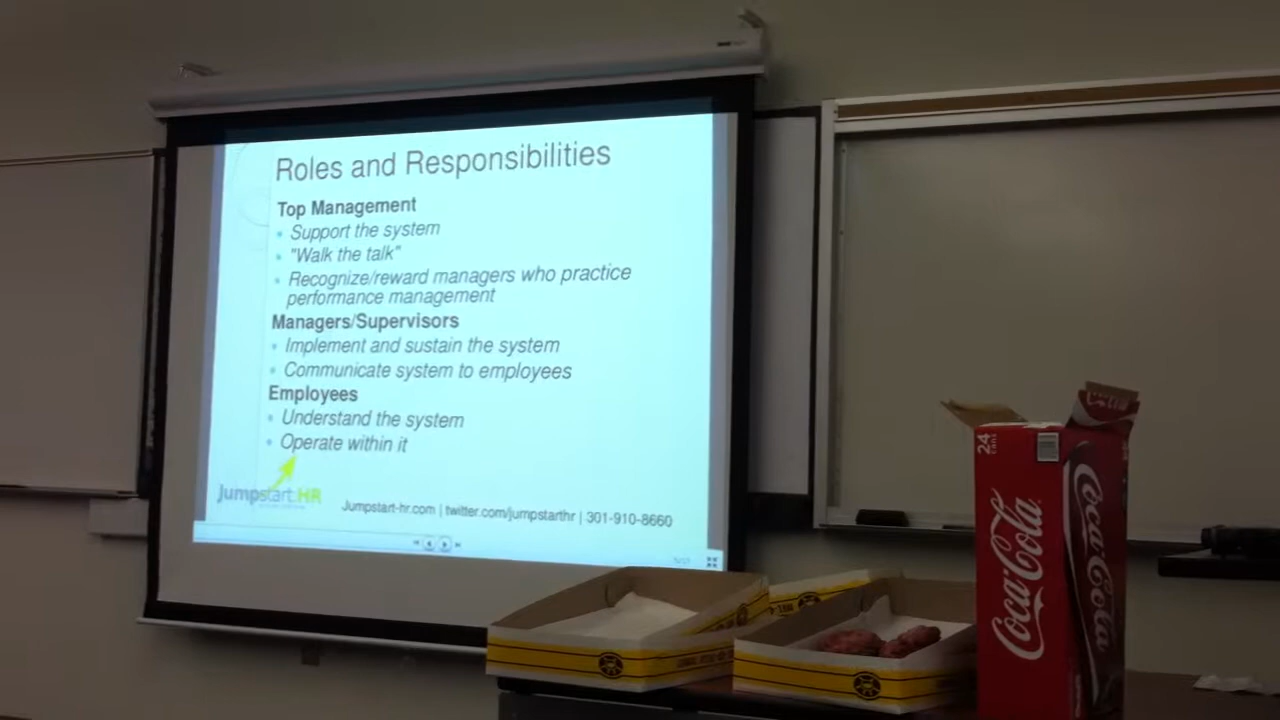 Roles and Responsibilities
Top Management
Support the system
"Walk the talk"
Recognize/reward managers who practice
performance management
Managers/Supervisors
Implement and sustain the system
Communicate system to employees
Employees
Understand the system
Operate within it
Jumpstart:HR
Jumpstart-hr.com | twitter.com/jumpstarthr | 301-910-8660
24
cans
Coca-Cola
Coca-Cola